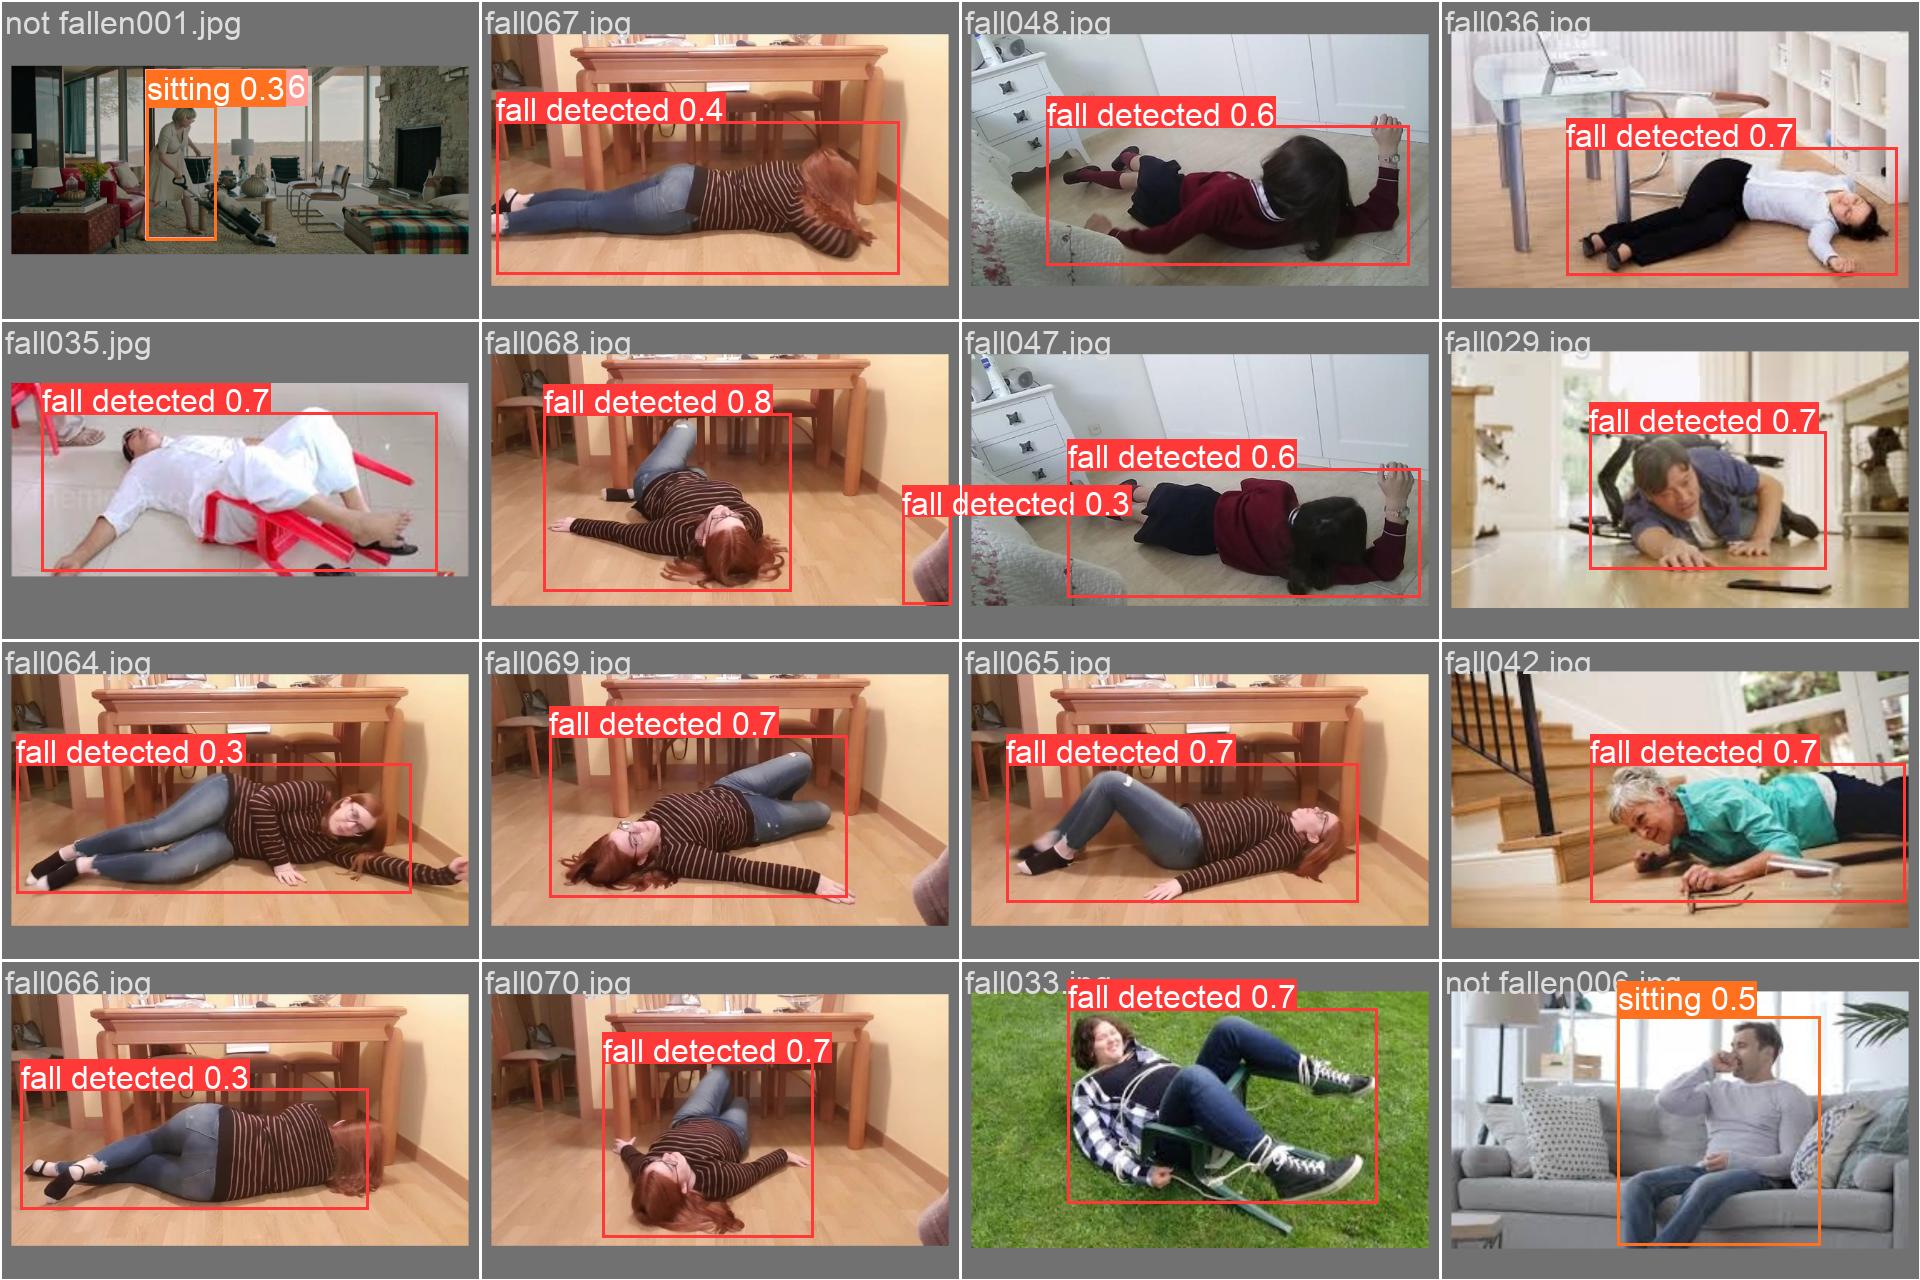 not fallen001.jpg
sitting 0.36
fall067.jpg
fall detected 0.4
fall048.jpg
fall detected 0.6
fall036.jpg
fall detected 0.7
fall035.jpg
fall detected 0.7
fall068.jpg
fall detected 0.8
fall detected 0.3
fall047.jpg
fall detected 0.6
fall029.jpg
fall detected 0.7
fall064.jpg
fall detected 0.3
fall069.jpg
fall detected 0.7
fall065.jpg
fall detected 0.7
fall042.jpg
fall detected 0.7
fall066.jpg
fall detected 0.3
fall070.jpg
fall detected 0.7
fall033.jpg
fall detected 0.7
not fallen006.jpg
sitting 0.5